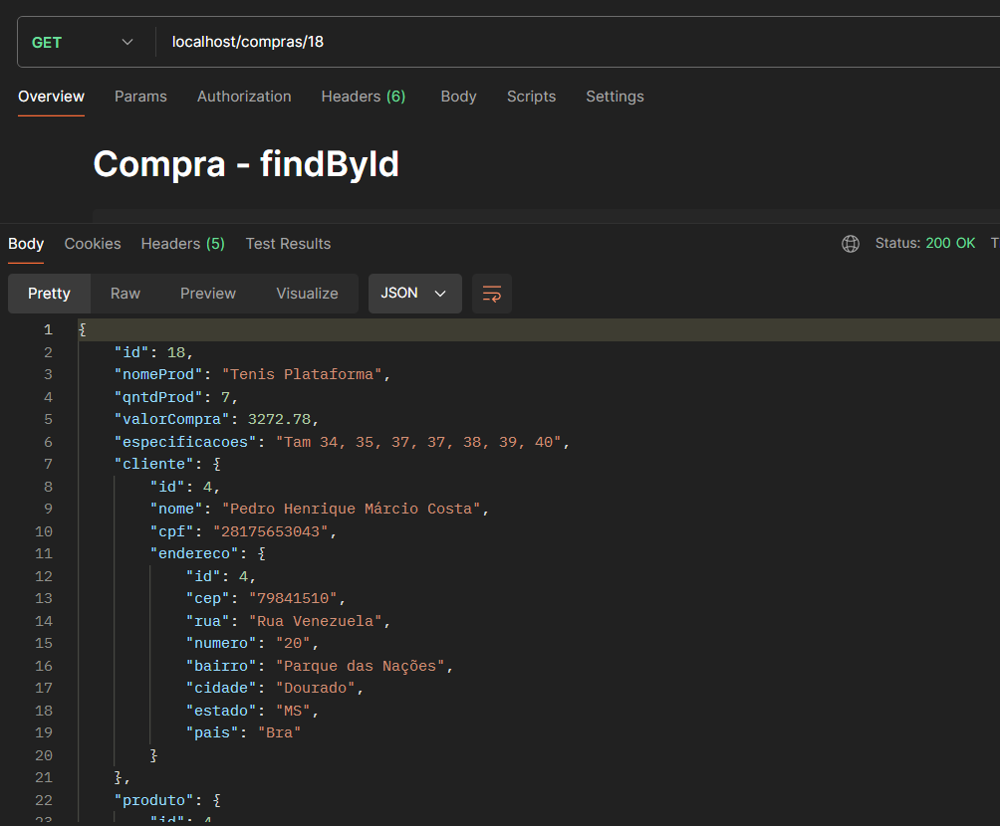 GET localhost/compras/18
Overview Params Authorization Headers (6) Body Scripts Settings
Compra - findById
Body Cookies Headers (5) Test Results Status: 200 OK T
Pretty Raw Preview Visualize JSON
1 {
2 "id": 18,
3 "nomeProd": "Tenis Plataforma",
4 "qntdProd": 7,
5 "valorCompra": 3272.78,
6 "especificacoes": "Tam 34, 35, 37, 37, 38, 39, 40",
7 "cliente": {
8 "id": 4,
9 "nome": "Pedro Henrique Márcio Costa",
10 "cpf": "28175653043",
11 "endereco": {
12 "id": 4,
13 "cep": "79841510",
14 "rua": "Rua Venezuela",
15 "numero": "20",
16 "bairro": "Parque das Nações",
17 "cidade": "Dourado",
18 "estado": "MS",
19 "pais": "Bra"
20 }
21 },
22 "produto": {
23 "id": 4